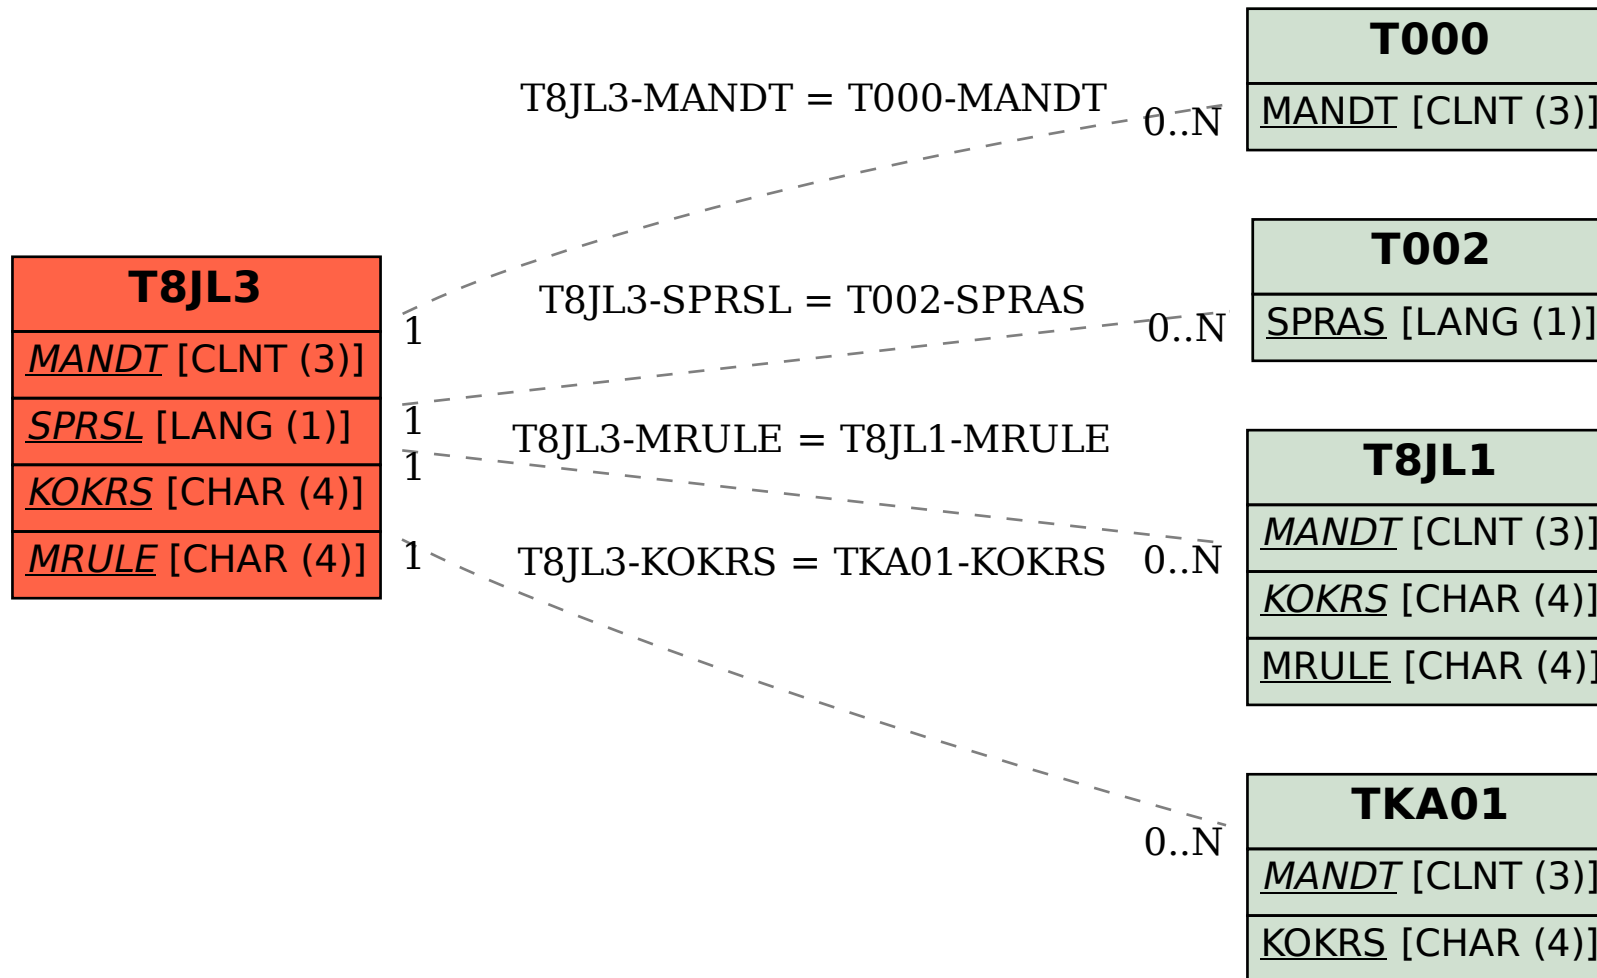 T8JL3
MANDT [CLNT (3)]
SPRSL [LANG (1)]
KOKRS [CHAR (4)]
MRULE [CHAR (4)]
T8JL3-MANDT = T000-MANDT
1
0..N
T8JL3-SPRSL = T002-SPRAS
1
0..N
T8JL3-MRULE = T8JL1-MRULE
1
0..N
T8JL3-KOKRS = TKA01-KOKRS
1
0..N
T000
MANDT [CLNT (3)]
T002
SPRAS [LANG (1)]
T8JL1
MANDT [CLNT (3)]
KOKRS [CHAR (4)]
MRULE [CHAR (4)]
TKA01
MANDT [CLNT (3)]
KOKRS [CHAR (4)]